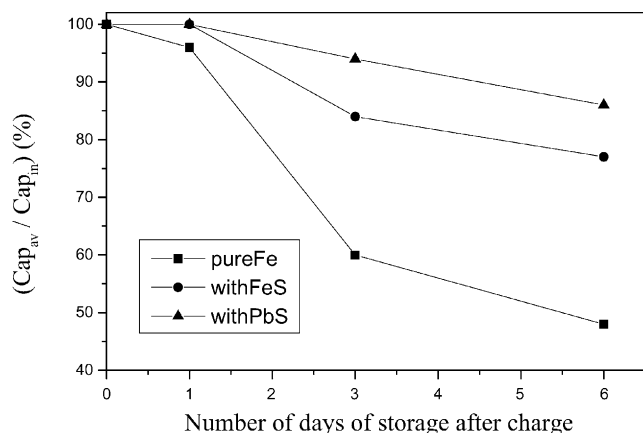 100
90
80
70
60
50
40
((Cap_av / Cap_in) (%)
pureFe
withFeS
withPbS
0 1 2 3 4 5 6
Number of days of storage after charge